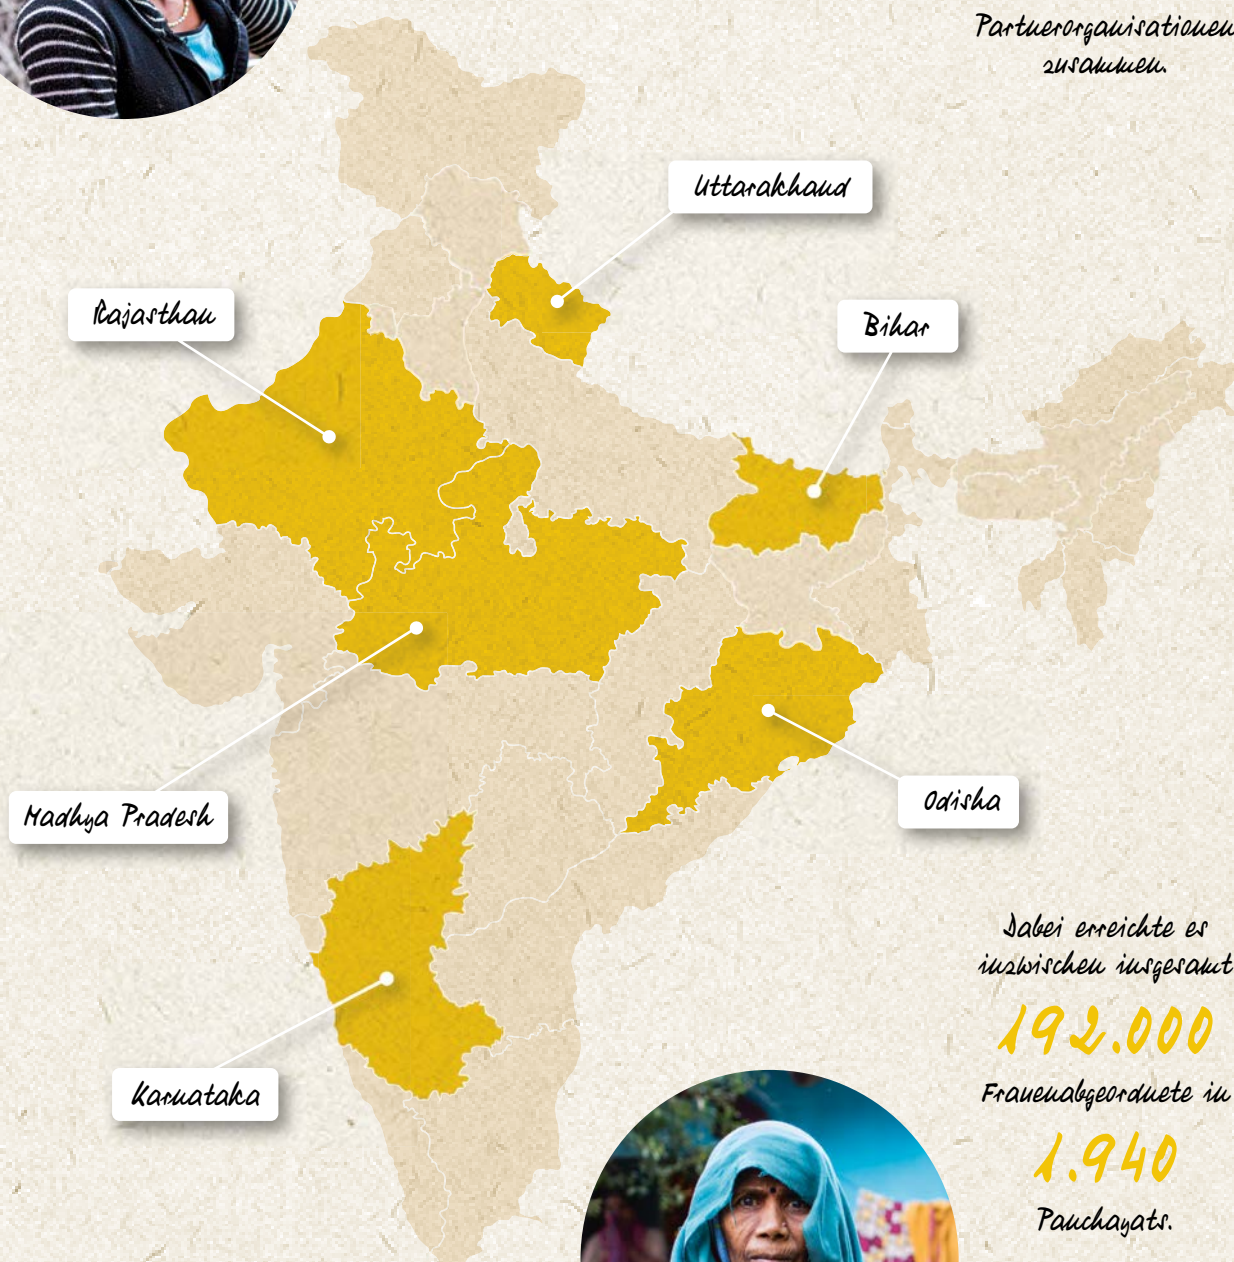 Partnerorganisationen
zusammen.
Uttarakhand
Rajasthan
Bihar
Madhya Pradesh
Odisha
Karnataka
Dabei erreichte es
inzwischen insgesamt
192.000
Frauenabgeordnete in
1.940
Panchayats.